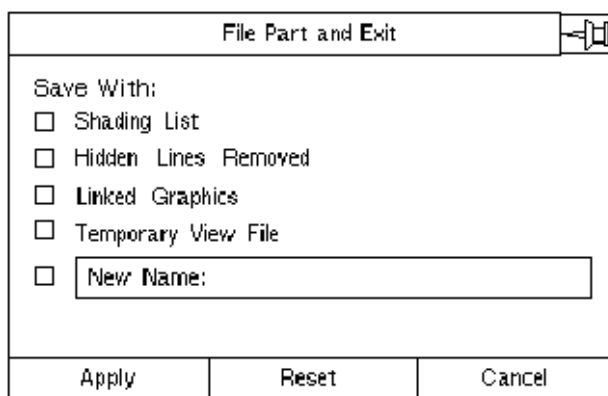 File Part and Exit
Save With:
Shading List
Hidden Lines Removed
Linked Graphics
Temporary View File
New Name:
Apply Reset Cancel